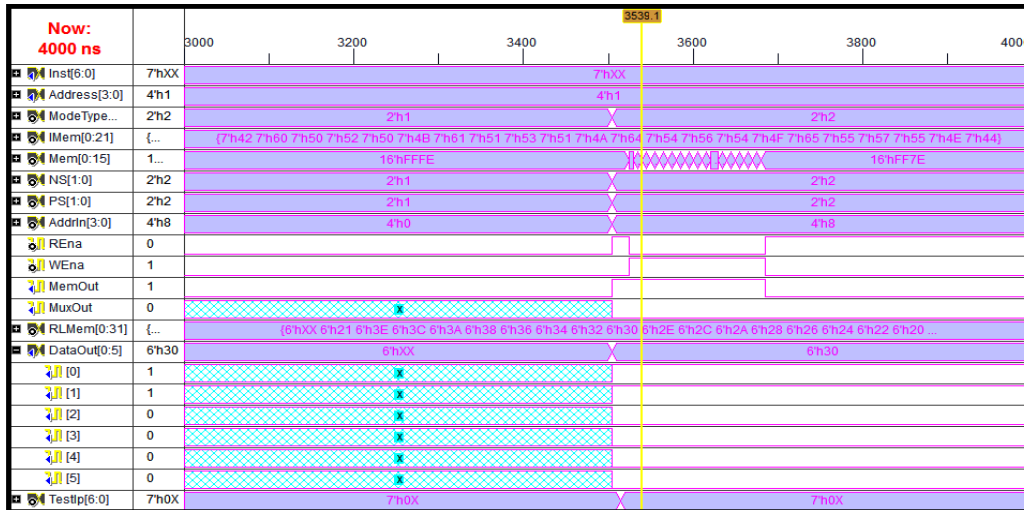 3539.1
Now:
4000 ns
3000 3200 3400 3600 3800 400
Inst[6:0] 7'hXX 7'hXX
Address[3:0] 4'h1 4'h1
ModeType... 2'h2 2'h1 2'h2
IMem[0:21] {... {7'h42 7'h60 7'h50 7'h52 7'h50 7'h4B 7'h61 7'h51 7'h53 7'h51 7'h4A 7'h64 7'h54 7'h56 7'h54 7'h4F 7'h65 7'h55 7'h57 7'h55 7'h4E 7'h44}
Mem[0:15] 1... 16'hFFFE 16'hFF7E
NS[1:0] 2'h2 2'h1 2'h2
PS[1:0] 2'h2 2'h1 2'h2
AddrIn[3:0] 4'h8 4'h0 4'h8
REna 0
WEna 1
MemOut 1
MuxOut 0 X
RLMem[0:31] {... {6'hXX 6'h21 6'h3E 6'h3C 6'h3A 6'h38 6'h36 6'h34 6'h32 6'h30 6'h2E 6'h2C 6'h2A 6'h28 6'h26 6'h24 6'h22 6'h20 ...
DataOut[0:5] 6'h30 6'hXX 6'h30
[0] 1 X
[1] 1 X
[2] 0 X
[3] 0 X
[4] 0 X
[5] 0 X
TestIp[6:0] 7'h0X 7'h0X 7'h0X